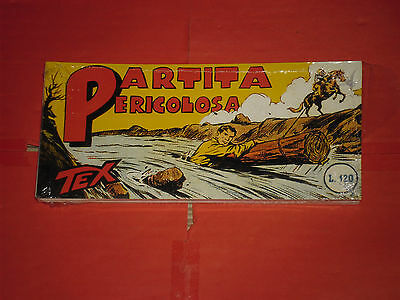 PARTITA
PERICOLOSA
TEX
L. 120